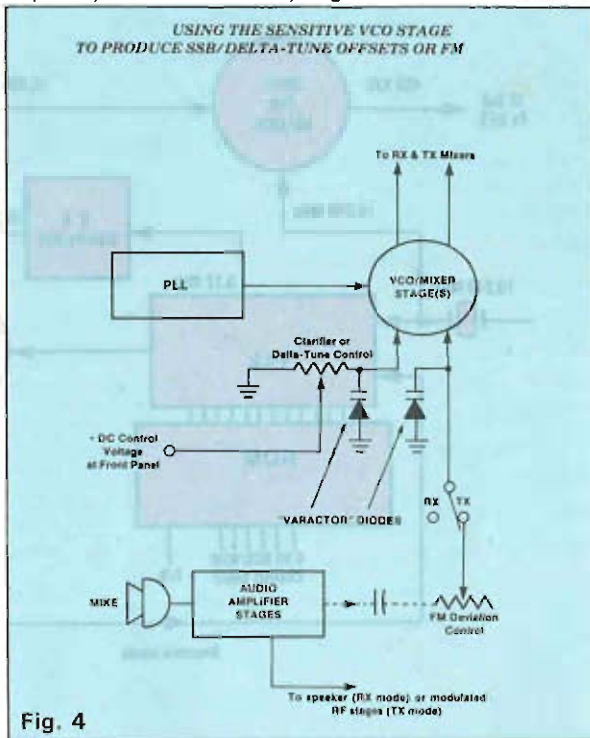 USING THE SENSITIVE VCO STAGE
TO PRODUCE SSB/DELTA-TUNE OFFSETS OR FM
To RX & TX Mixers
PLL
VCO/MIXER
STAGE(S)
Clarifier or
Delta-Tune Control
+ DC Control
Voltage
at Front Panel
"VARACTOR" DIODES
RX
TX
MIKE
AUDIO
AMPLIFIER
STAGES
FM Deviation
Control
To speaker (RX mode) or modulated
RF stages (TX mode)
Fig. 4